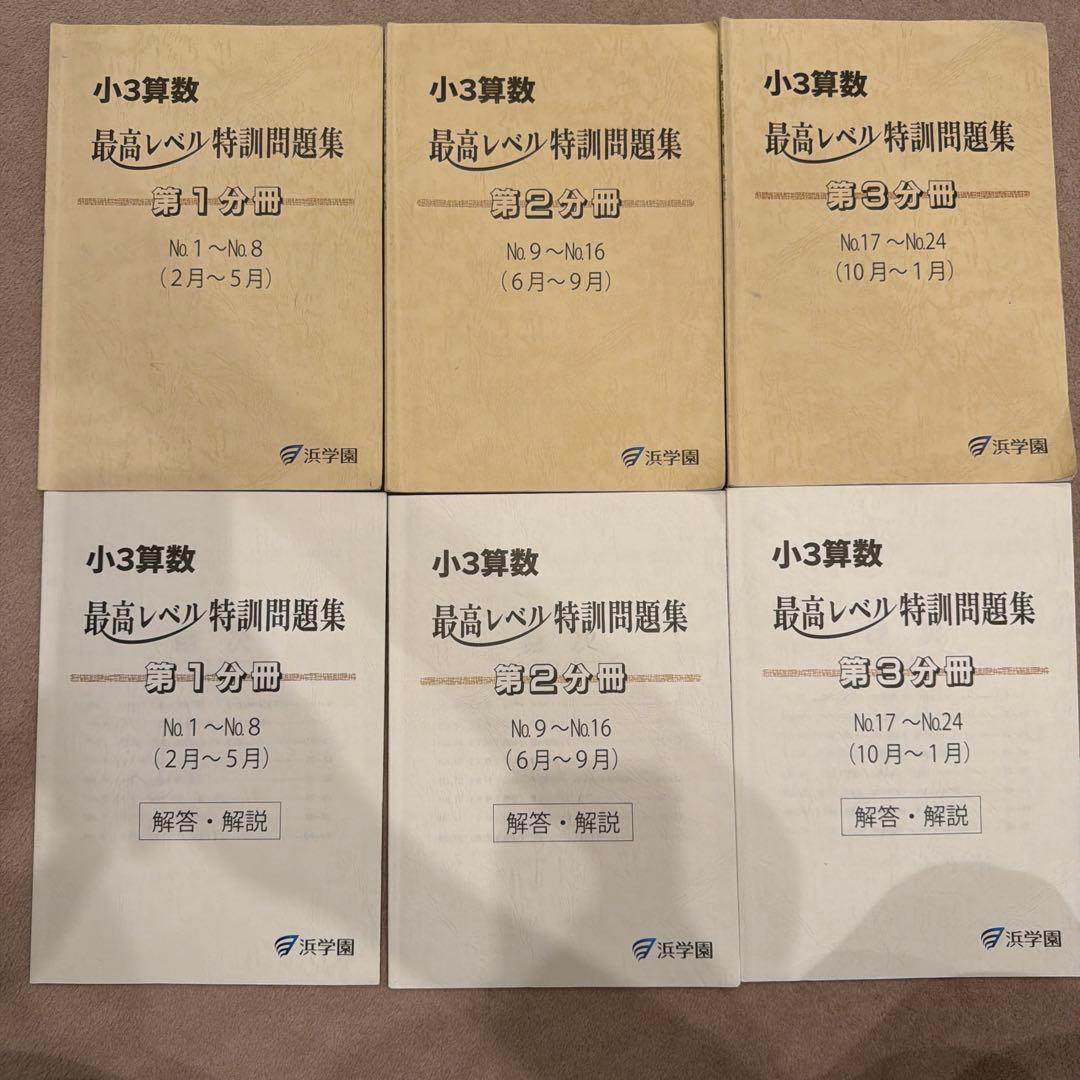 小3算数
最高レベル特訓問題集
第1分冊
No.1～No.8
(2月～5月)
浜学園
小3算数
最高レベル特訓問題集
第2分冊
No.9～No.16
(6月～9月)
浜学園
小3算数
最高レベル特訓問題集
第3分冊
No.17～No.24
(10月～1月)
浜学園
小3算数
最高レベル特訓問題集
第1分冊
No.1～No.8
(2月～5月)
解答・解説
浜学園
小3算数
最高レベル特訓問題集
第2分冊
No.9～No.16
(6月～9月)
解答・解説
浜学園
小3算数
最高レベル特訓問題集
第3分冊
No.17～No.24
(10月～1月)
解答・解説
浜学園